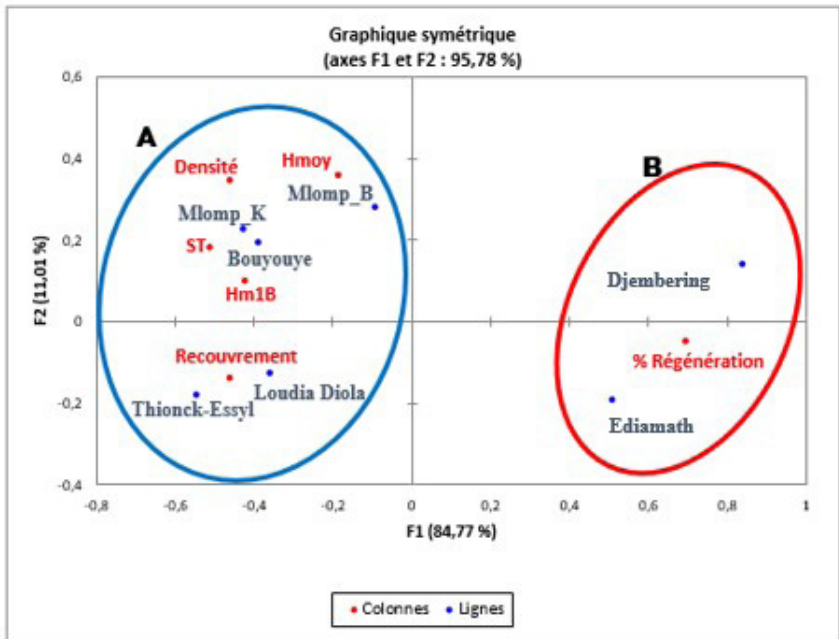 Graphique symétrique
(axes F1 et F2 : 95,78 %)
0,6
A
B
Densité
Hmoy
0,4
Mlomp_B
Mlomp_K
ST
0,2
Bouyouye
Djembering
Hm1B
F2 (11,01 %)
0
Recouvrement
% Régénération
Loudia Diola
Thionck-Essyl
-0,2
Ediamath
-0,4
-0,8
-0,6
-0,4
-0,2
0
0,2
0,4
0,6
0,8
1
F1 (84,77 %)
Colonnes
Lignes